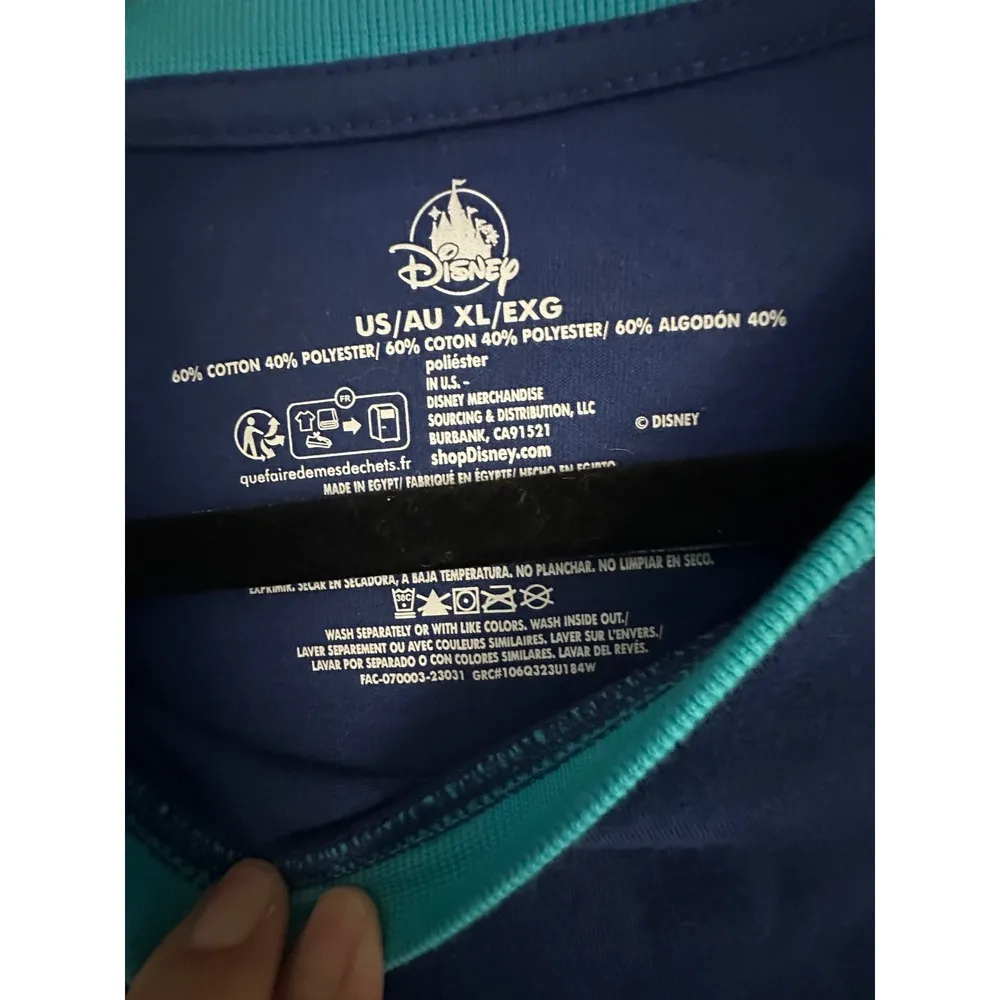 Disney
US/AU XL/EXG
60% COTTON 40% POLYESTER/ 60% COTON 40% POLYESTER/ 60% ALGODÓN 40%
poliéster
IN U.S. -
DISNEY MERCHANDISE
SOURCING & DISTRIBUTION, LLC
BURBANK, CA91521
shopDisney.com
© DISNEY
FR
quefairedemesdechets.fr
MADE IN EGYPT/ FABRIQUÉ EN ÉGYPTE/ HECHO EN EGIPTO
EXPRIMIR. SECAR EN SECADORA, A BAJA TEMPERATURA. NO PLANCHAR. NO LIMPIAR EN SECO.
30C
WASH SEPARATELY OR WITH LIKE COLORS. WASH INSIDE OUT./
LAVER SEPAREMENT OU AVEC COULEURS SIMILAIRES. LAVER SUR L'ENVERS./
LAVAR POR SEPARADO O CON COLORES SIMILARES. LAVAR DEL REVÉS.
FAC-070003-23031 GRC#106Q323U184W